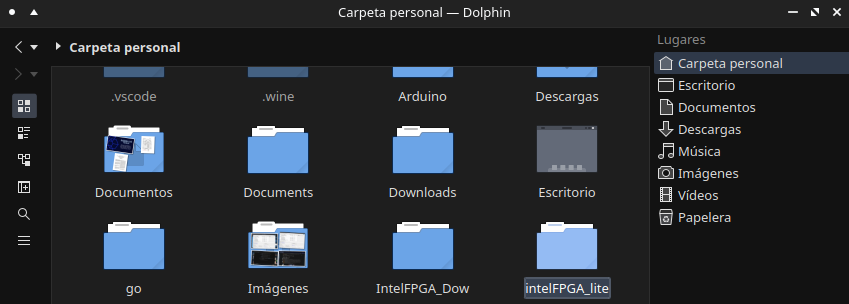 Carpeta personal — Dolphin
Carpeta personal
.vscode
.wine
Arduino
Descargas
Documentos
Documents
Downloads
Escritorio
go
Imágenes
IntelFPGA_Dow
intelFPGA_lite
Lugares
Carpeta personal
Escritorio
Documentos
Descargas
Música
Imágenes
Vídeos
Papelera